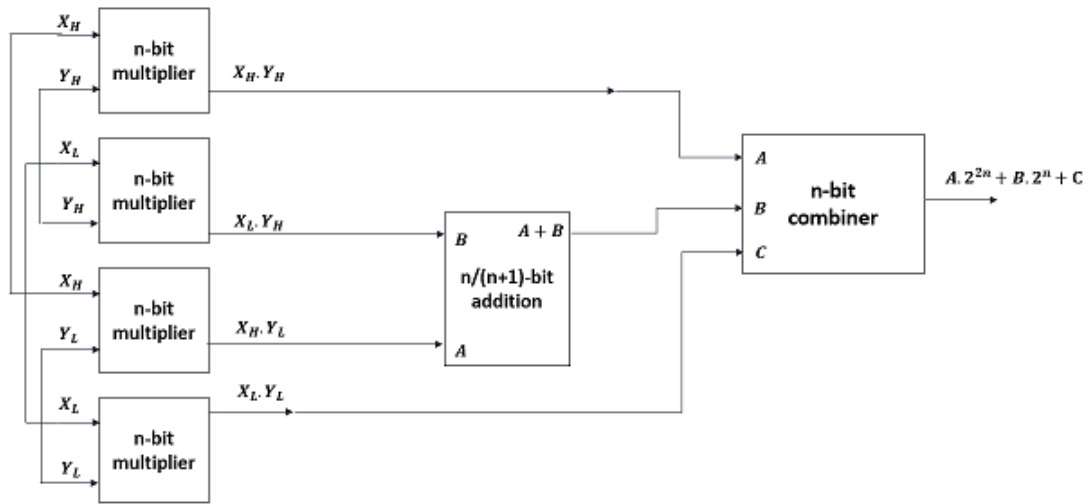 X_H
n-bit
multiplier
Y_H
X_H.Y_H
X_L
n-bit
multiplier
Y_H
X_L.Y_H
X_H
n-bit
multiplier
Y_L
X_H.Y_L
X_L
n-bit
multiplier
Y_L
X_L.Y_L
B
A + B
n/(n+1)-bit
addition
A
A
n-bit
combiner
B
C
A.2^{2n} + B.2^n + C